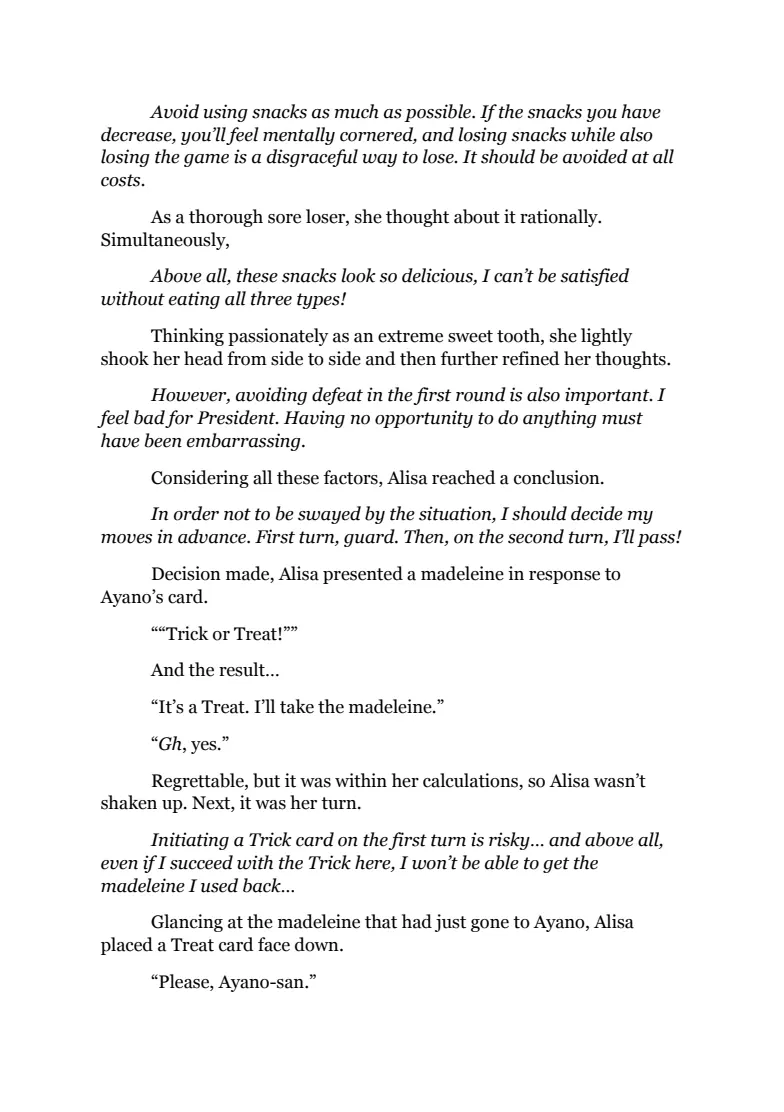 Avoid using snacks as much as possible. If the snacks you have
decrease, you’ll feel mentally cornered, and losing snacks while also
losing the game is a disgraceful way to lose. It should be avoided at all
costs.
As a thorough sore loser, she thought about it rationally.
Simultaneously,
Above all, these snacks look so delicious, I can’t be satisfied
without eating all three types!
Thinking passionately as an extreme sweet tooth, she lightly
shook her head from side to side and then further refined her thoughts.
However, avoiding defeat in the first round is also important. I
feel bad for President. Having no opportunity to do anything must
have been embarrassing.
Considering all these factors, Alisa reached a conclusion.
In order not to be swayed by the situation, I should decide my
moves in advance. First turn, guard. Then, on the second turn, I’ll pass!
Decision made, Alisa presented a madeleine in response to
Ayano’s card.
““Trick or Treat!””
And the result…
“It’s a Treat. I’ll take the madeleine.”
“Gh, yes.”
Regrettable, but it was within her calculations, so Alisa wasn’t
shaken up. Next, it was her turn.
Initiating a Trick card on the first turn is risky… and above all,
even if I succeed with the Trick here, I won’t be able to get the
madeleine I used back…
Glancing at the madeleine that had just gone to Ayano, Alisa
placed a Treat card face down.
“Please, Ayano-san.”